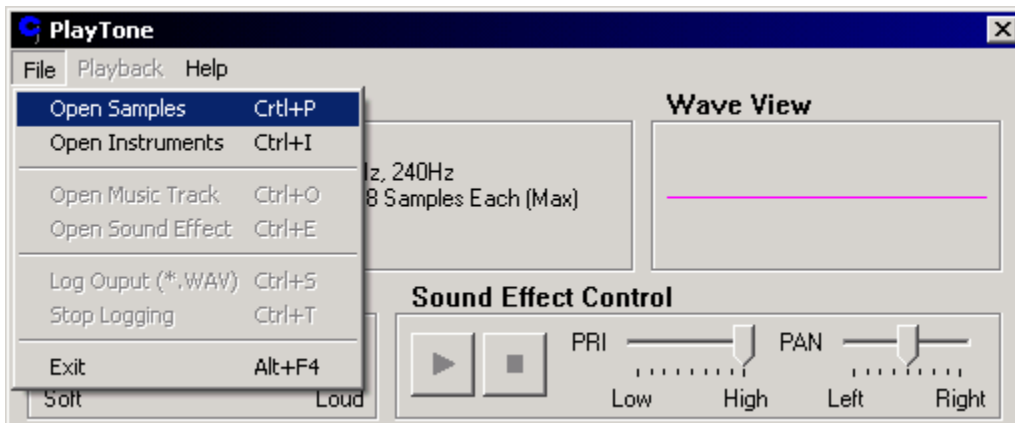 PlayTone
File Playback Help
Open Samples Crtl+P
Open Instruments Ctrl+I
Open Music Track Ctrl+O
Open Sound Effect Ctrl+E
Log Ouput (*.WAV) Ctrl+S
Stop Logging Ctrl+T
Exit Alt+F4
Wave View
z, 240Hz
8 Samples Each (Max)
Sound Effect Control
PRI PAN
Soft Loud Low High Left Right